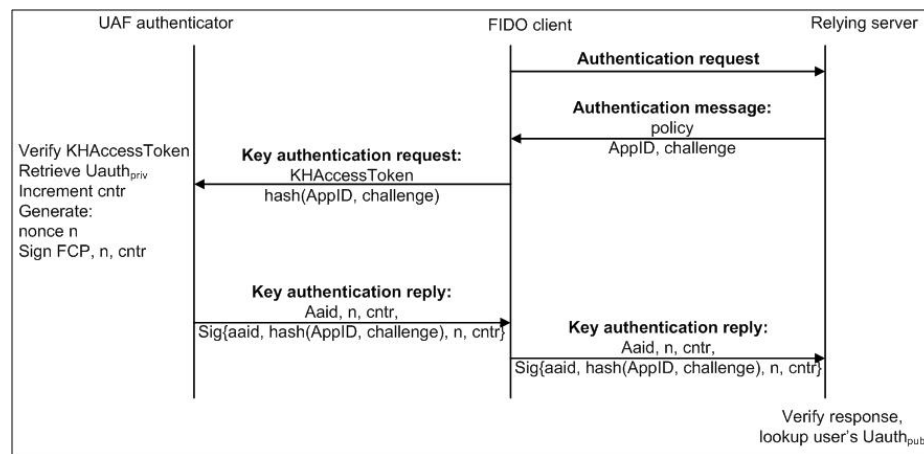 UAF authenticator
FIDO client
Relying server
Authentication request
Authentication message:
policy
AppID, challenge
Key authentication request:
KHAccessToken
hash(AppID, challenge)
Verify KHAccessToken
Retrieve Uauthpriv
Increment cntr
Generate:
nonce n
Sign FCP, n, cntr
Key authentication reply:
Aaid, n, cntr,
Sig{aaid, hash(AppID, challenge), n, cntr}
Key authentication reply:
Aaid, n, cntr,
Sig{aaid, hash(AppID, challenge), n, cntr}
Verify response,
lookup user's Uauthpub